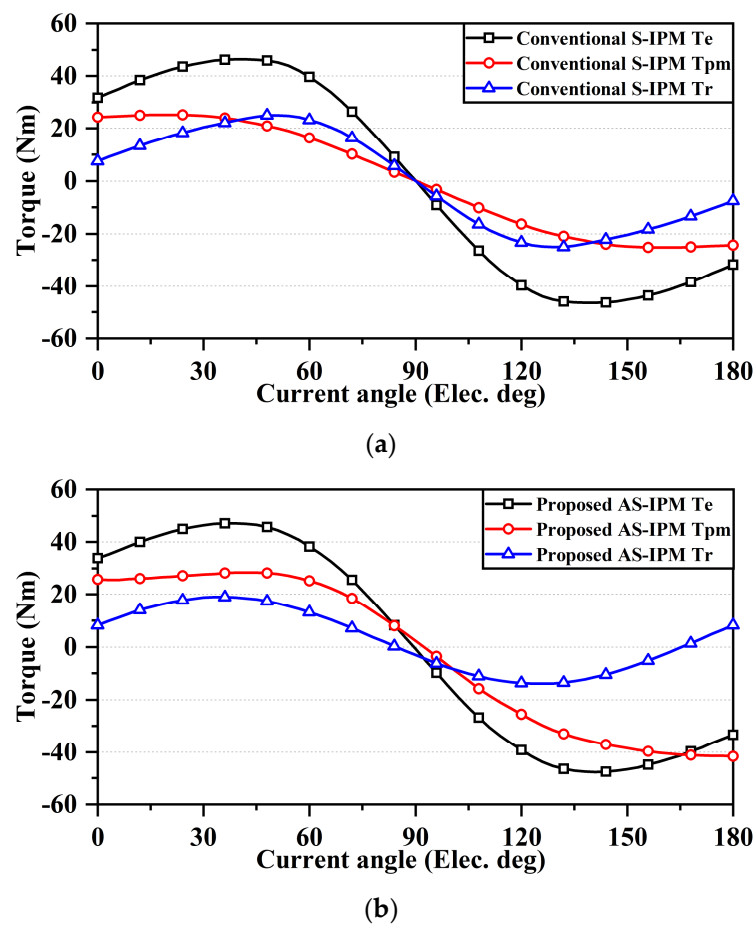 60
40
20
0
-20
-40
-60
Torque (Nm)
Conventional S-IPM Te
Conventional S-IPM Tpm
Conventional S-IPM Tr
0 30 60 90 120 150 180
Current angle (Elec. deg)
(a)
60
40
20
0
-20
-40
-60
Torque (Nm)
Proposed AS-IPM Te
Proposed AS-IPM Tpm
Proposed AS-IPM Tr
0 30 60 90 120 150 180
Current angle (Elec. deg)
(b)